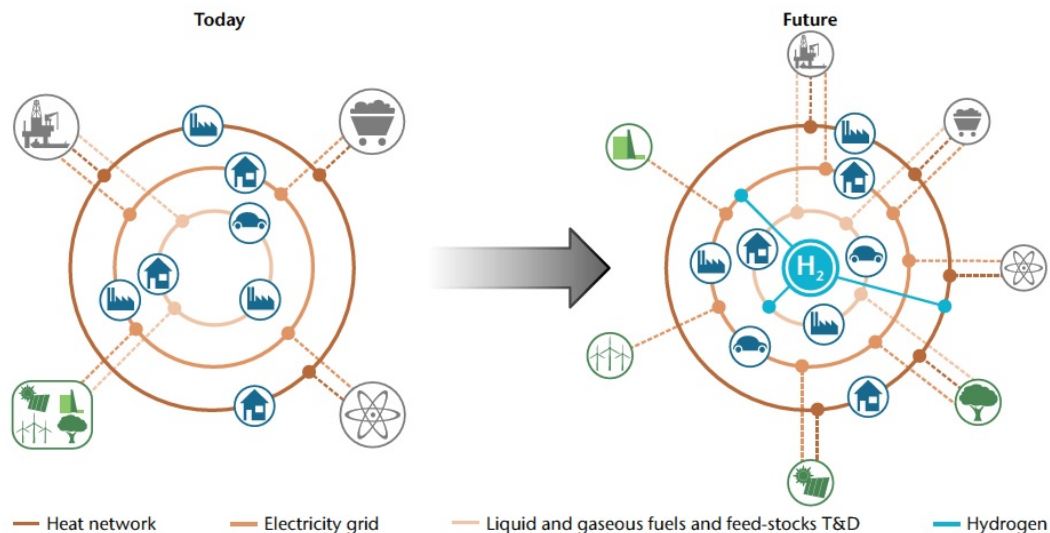 Today
Future
H₂
Heat network
Electricity grid
Liquid and gaseous fuels and feed-stocks T&D
Hydrogen